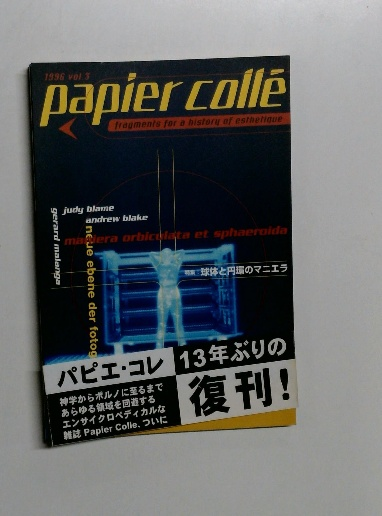 1996 vol 3
papier collé
fragments for a history of esthetique
judy blame
andrew blake
gerard malanga
maniera orbiculata et sphaeroida
neue ebene der fotog
特集 球体と円環のマニエラ
パピエ・コレ
13年ぶりの
復刊!
神学からポルノに至るまで
あらゆる領域を回遊する
エンサイクロペディカルな
雑誌 Papier Colle、ついに